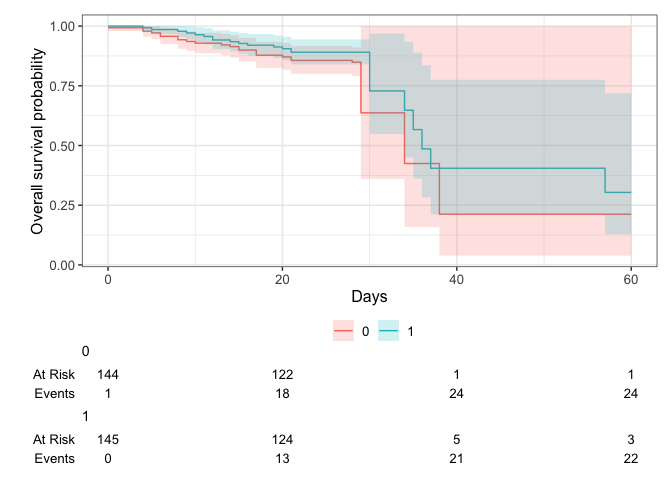 1.00
0.75
0.50
0.25
0.00
Overall survival probability
0 20 40 60
Days
0 1
0
At Risk 144 122 1 1
Events 1 18 24 24
1
At Risk 145 124 5 3
Events 0 13 21 22